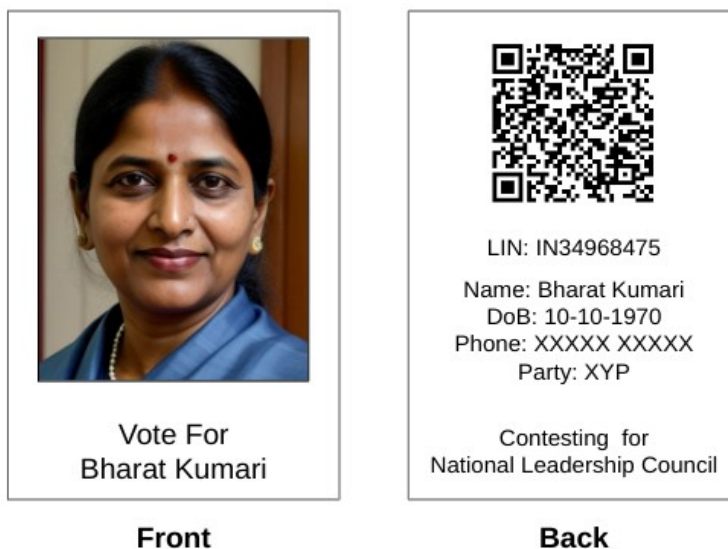 Vote For
Bharat Kumari
Front
LIN: IN34968475
Name: Bharat Kumari
DoB: 10-10-1970
Phone: XXXXX XXXXX
Party: XYP
Contesting for
National Leadership Council
Back